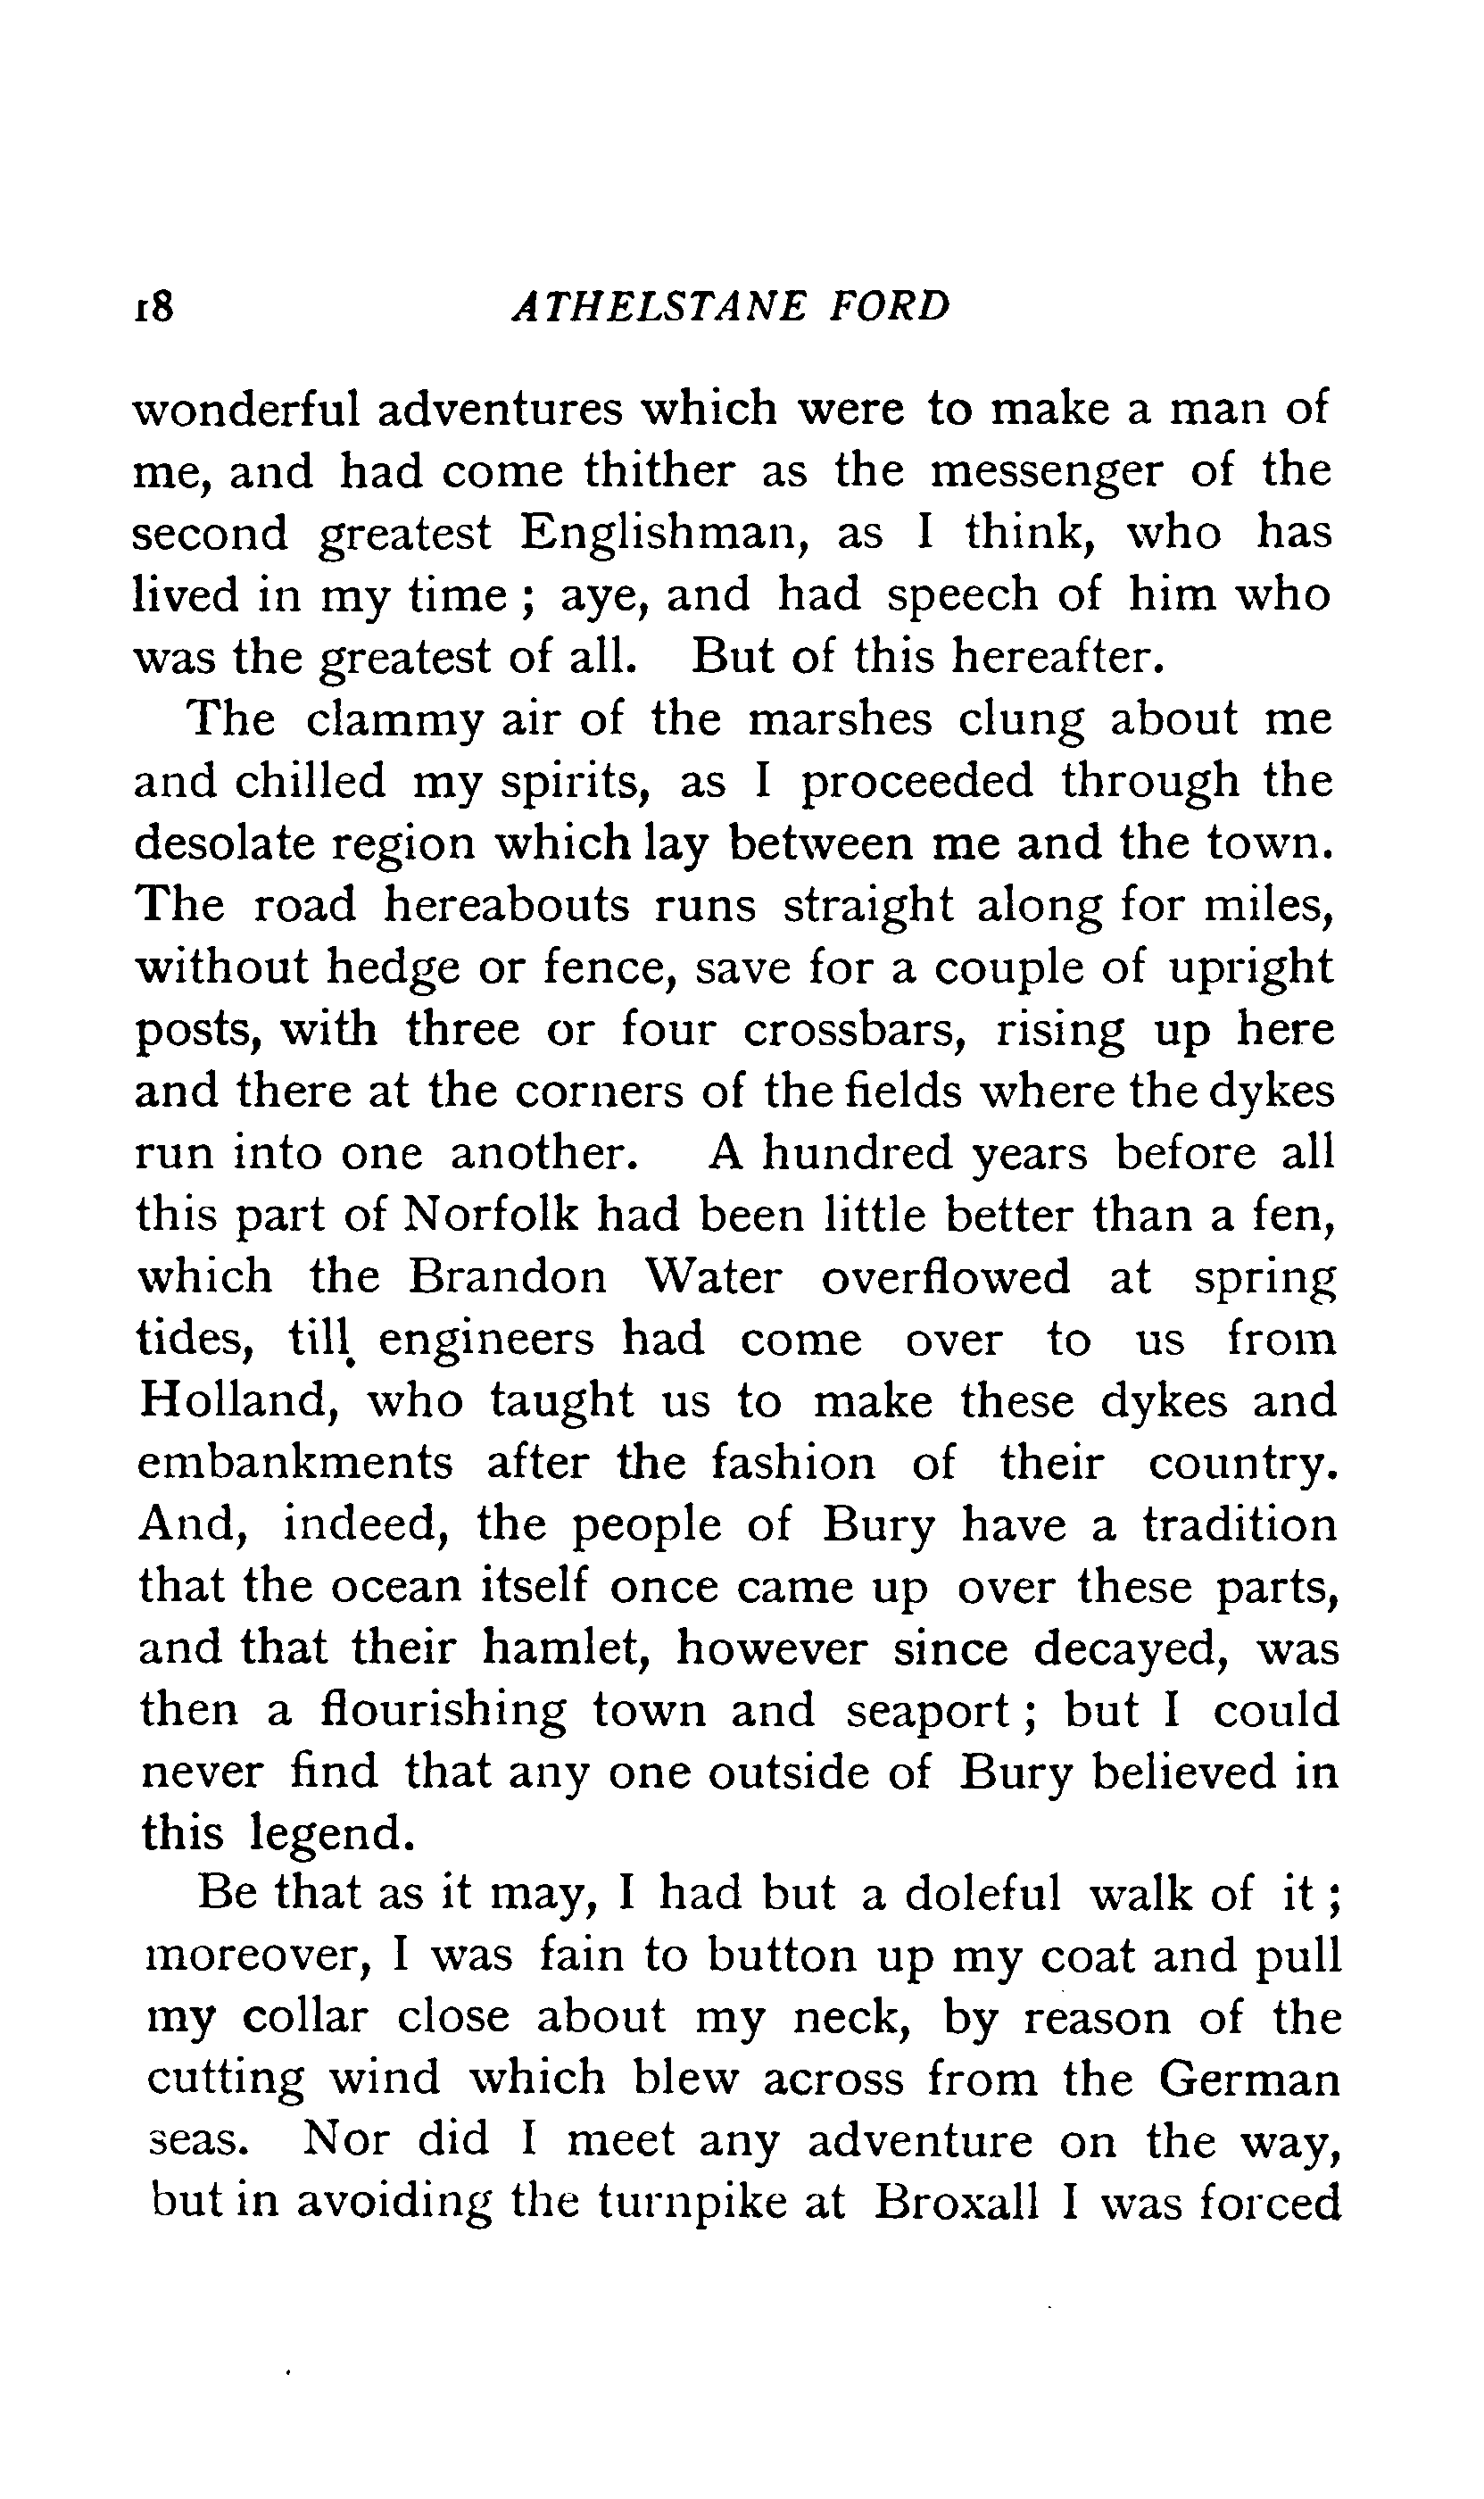 18 ATHELSTANE FORD
wonderful adventures which were to make a man of
me, and had come thither as the messenger of the
second greatest Englishman, as I think, who has
lived in my time ; aye, and had speech of him who
was the greatest of all. But of this hereafter.
The clammy air of the marshes clung about me
and chilled my spirits, as I proceeded through the
desolate region which lay between me and the town.
The road hereabouts runs straight along for miles,
without hedge or fence, save for a couple of upright
posts, with three or four crossbars, rising up here
and there at the corners of the fields where the dykes
run into one another. A hundred years before all
this part of Norfolk had been little better than a fen,
which the Brandon Water overflowed at spring
tides, till engineers had come over to us from
Holland, who taught us to make these dykes and
embankments after the fashion of their country.
And, indeed, the people of Bury have a tradition
that the ocean itself once came up over these parts,
and that their hamlet, however since decayed, was
then a flourishing town and seaport ; but I could
never find that any one outside of Bury believed in
this legend.
Be that as it may, I had but a doleful walk of it ;
moreover, I was fain to button up my coat and pull
my collar close about my neck, by reason of the
cutting wind which blew across from the German
seas. Nor did I meet any adventure on the way,
but in avoiding the turnpike at Broxall I was forced